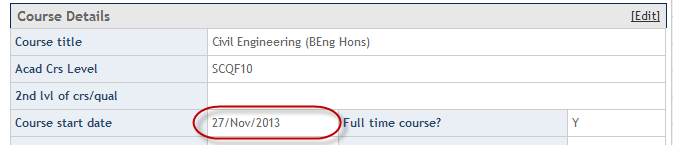 Course Details [Edit]
Course title Civil Engineering (BEng Hons)
Acad Crs Level SCQF10
2nd lvl of crs/qual
Course start date 27/Nov/2013 Full time course? Y